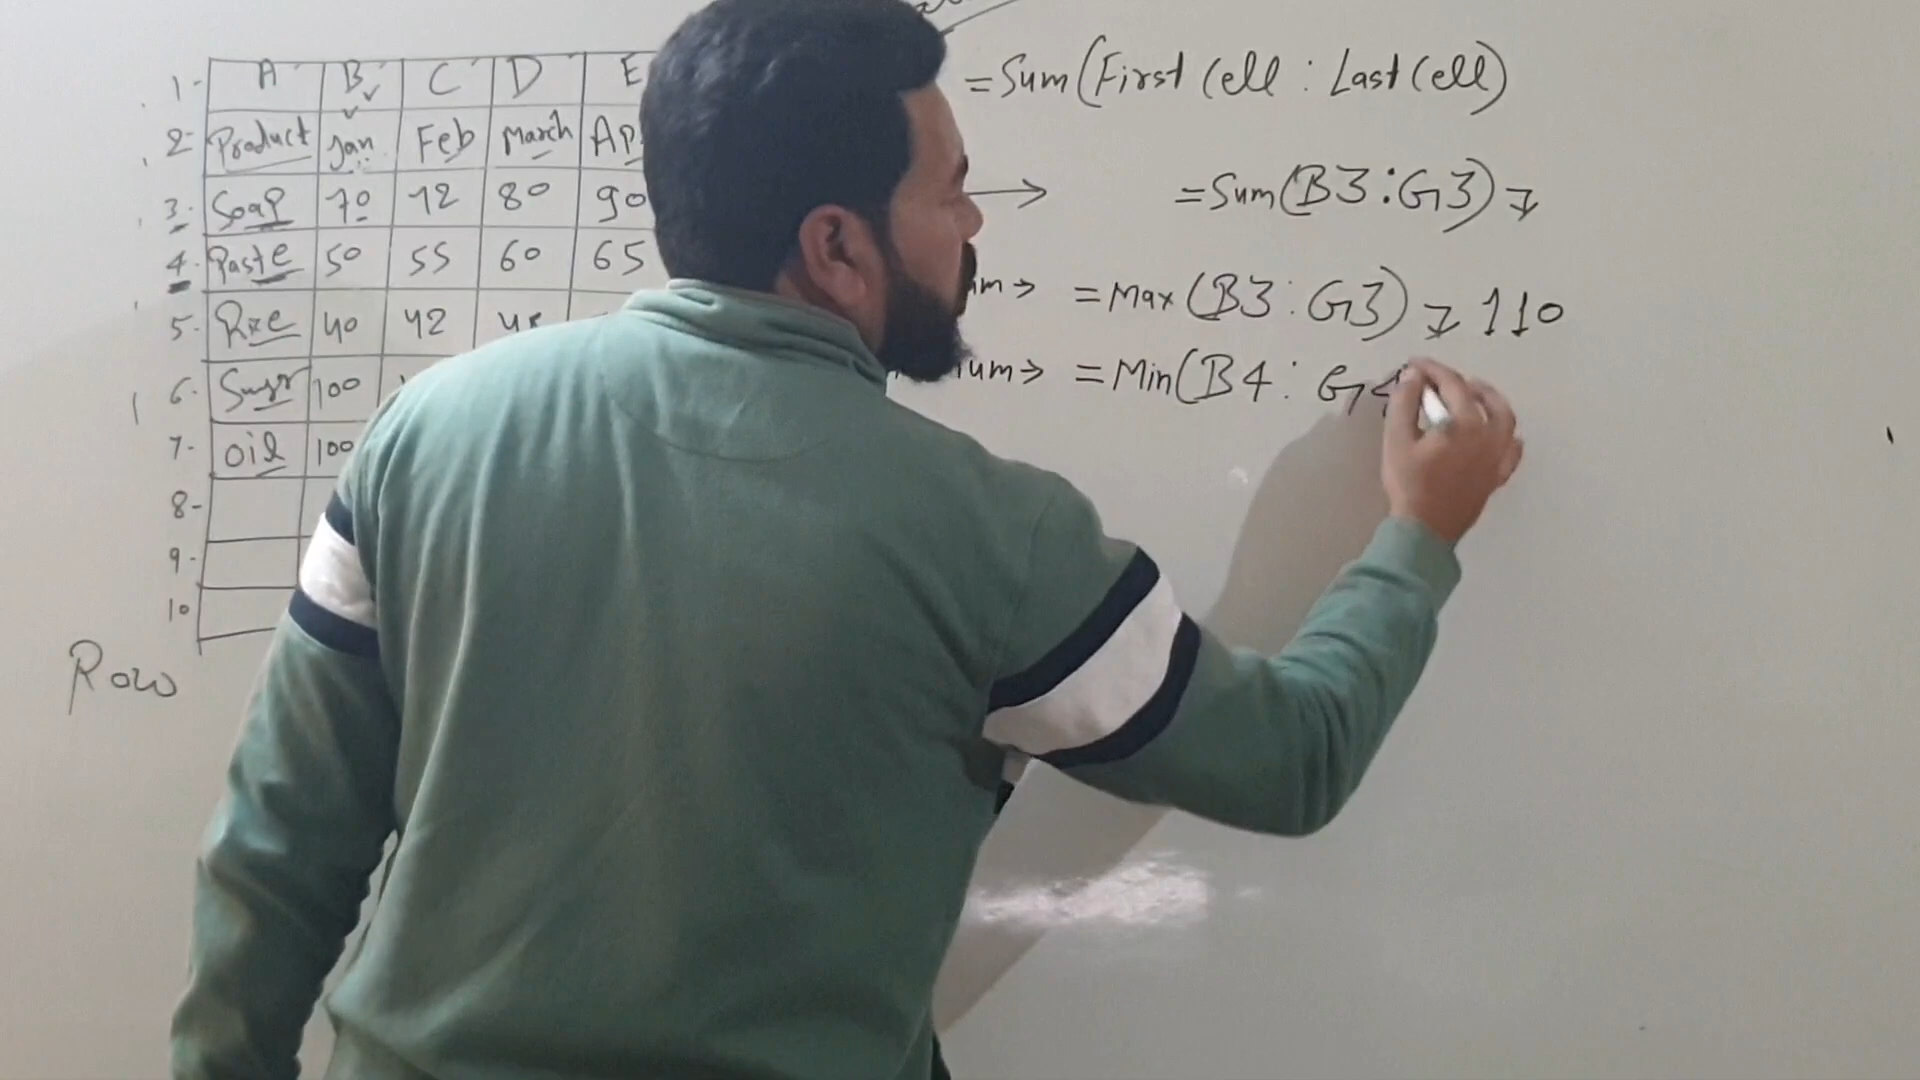 =Sum(First Cell : Last Cell)
1- A B C D E
2- Product Jan Feb March Ap
3- Soap 70 72 80 90
=Sum(B3:G3)
4- Paste 50 55 60 65
=Max(B3:G3) 110
5- 40 42
um→ =Min(B4: G4
6- 100
7- oil 100
8-
9-
10
Row